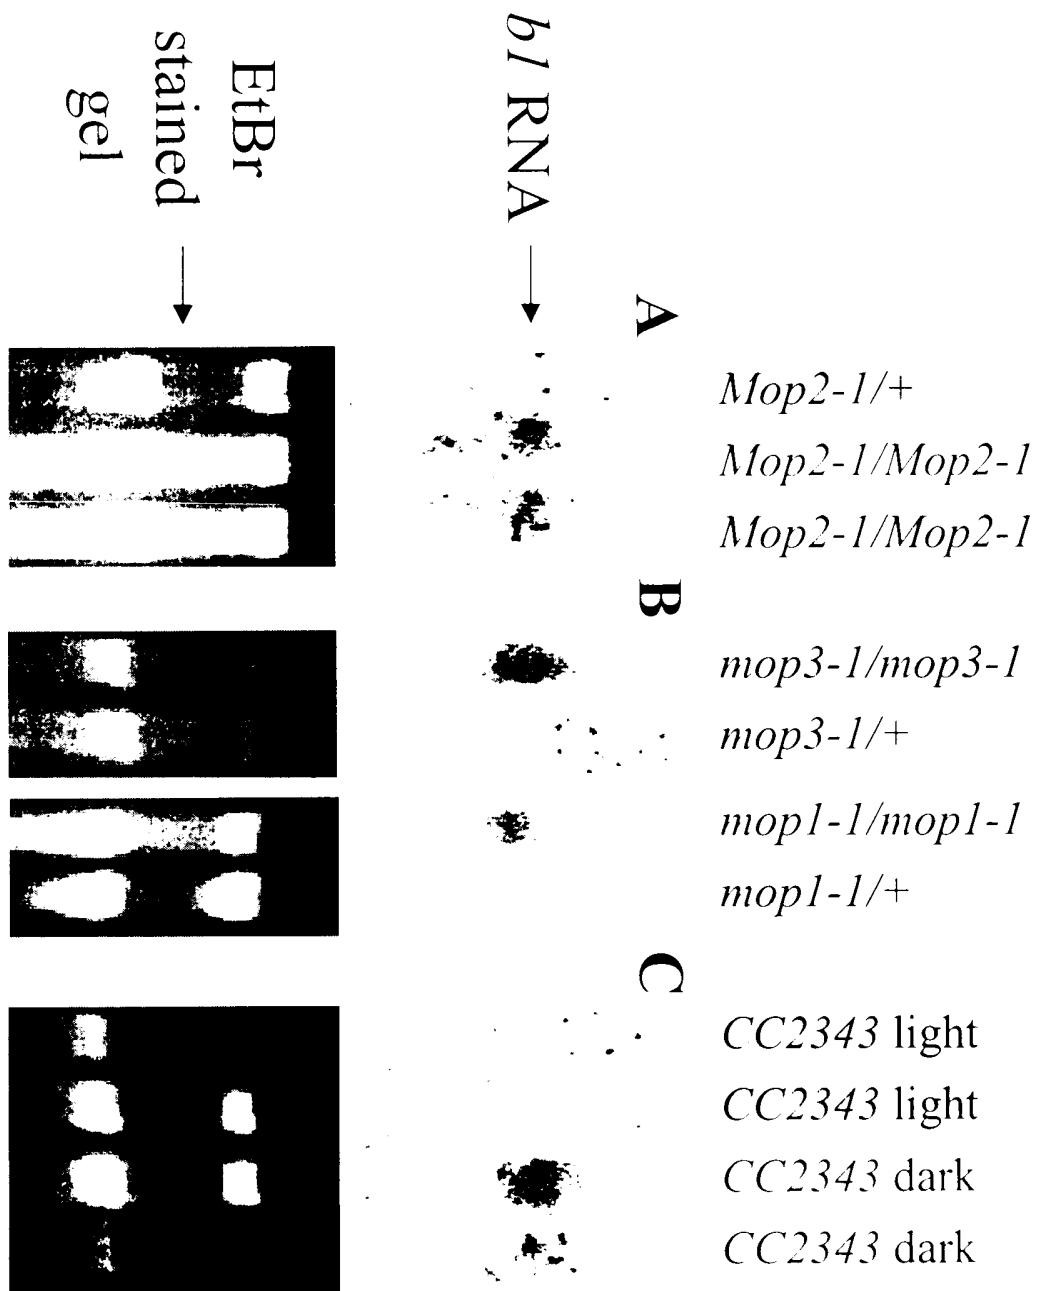 A
Mop2-1/+
Mop2-1/Mop2-1
Mop2-1/Mop2-1
B
mop3-1/mop3-1
mop3-1/+
mop1-1/mop1-1
mop1-1/+
C
CC2343 light
CC2343 light
CC2343 dark
CC2343 dark
b1 RNA
EtBr
stained
gel